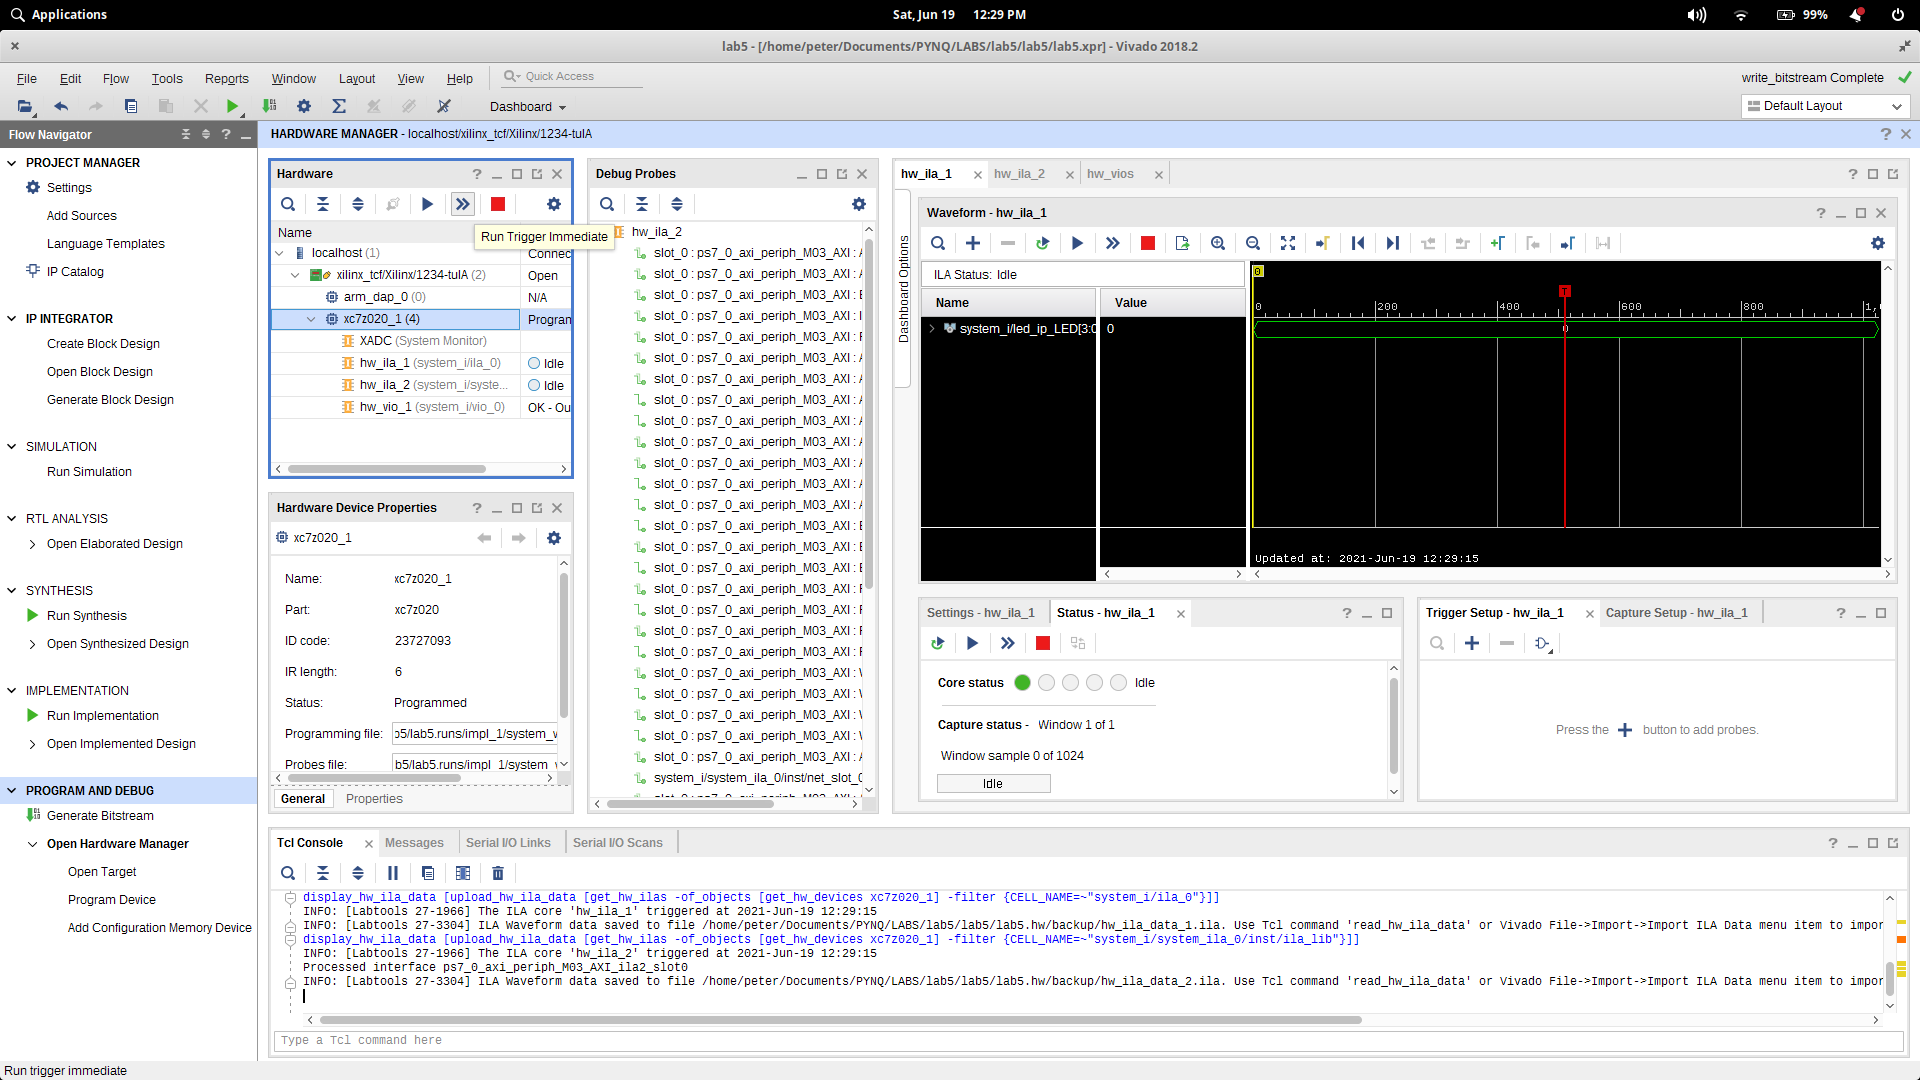 Applications
Sat, Jun 19 12:29 PM
99%
lab5 - [/home/peter/Documents/PYNQ/LABS/lab5/lab5/lab5.xpr] - Vivado 2018.2
File Edit Flow Tools Reports Window Layout View Help Quick Access
write_bitstream Complete
Dashboard
Default Layout
Flow Navigator
HARDWARE MANAGER - localhost/xilinx_tcf/Xilinx/1234-tulA
PROJECT MANAGER
Settings
Add Sources
Language Templates
IP Catalog
IP INTEGRATOR
Create Block Design
Open Block Design
Generate Block Design
SIMULATION
Run Simulation
RTL ANALYSIS
Open Elaborated Design
SYNTHESIS
Run Synthesis
Open Synthesized Design
IMPLEMENTATION
Run Implementation
Open Implemented Design
PROGRAM AND DEBUG
Generate Bitstream
Open Hardware Manager
Open Target
Program Device
Add Configuration Memory Device
Hardware
Name
Run Trigger Immediate
localhost (1) Connec
xilinx_tcf/Xilinx/1234-tulA (2) Open
arm_dap_0 (0) N/A
xc7z020_1 (4) Program
XADC (System Monitor)
hw_ila_1 (system_i/ila_0) Idle
hw_ila_2 (system_i/syste... Idle
hw_vio_1 (system_i/vio_0) OK - Ou
Hardware Device Properties
xc7z020_1
Name: xc7z020_1
Part: xc7z020
ID code: 23727093
IR length: 6
Status: Programmed
Programming file: b5/lab5.runs/impl_1/system_w
Probes file: b5/lab5.runs/impl_1/system_w
General Properties
Debug Probes
hw_ila_2
slot_0 : ps7_0_axi_periph_M03_AXI : A
slot_0 : ps7_0_axi_periph_M03_AXI : A
slot_0 : ps7_0_axi_periph_M03_AXI : E
slot_0 : ps7_0_axi_periph_M03_AXI : I
slot_0 : ps7_0_axi_periph_M03_AXI : F
slot_0 : ps7_0_axi_periph_M03_AXI : A
slot_0 : ps7_0_axi_periph_M03_AXI : A
slot_0 : ps7_0_axi_periph_M03_AXI : A
slot_0 : ps7_0_axi_periph_M03_AXI : A
slot_0 : ps7_0_axi_periph_M03_AXI : A
slot_0 : ps7_0_axi_periph_M03_AXI : A
slot_0 : ps7_0_axi_periph_M03_AXI : A
slot_0 : ps7_0_axi_periph_M03_AXI : A
slot_0 : ps7_0_axi_periph_M03_AXI : E
slot_0 : ps7_0_axi_periph_M03_AXI : E
slot_0 : ps7_0_axi_periph_M03_AXI : E
slot_0 : ps7_0_axi_periph_M03_AXI : F
slot_0 : ps7_0_axi_periph_M03_AXI : F
slot_0 : ps7_0_axi_periph_M03_AXI : F
slot_0 : ps7_0_axi_periph_M03_AXI : F
slot_0 : ps7_0_axi_periph_M03_AXI : W
slot_0 : ps7_0_axi_periph_M03_AXI : W
slot_0 : ps7_0_axi_periph_M03_AXI : W
slot_0 : ps7_0_axi_periph_M03_AXI : W
slot_0 : ps7_0_axi_periph_M03_AXI : A
system_i/system_ila_0/inst/net_slot_0
hw_ila_1 hw_ila_2 hw_vios
Dashboard Options
Waveform - hw_ila_1
ILA Status: Idle
Name Value
system_i/led_ip_LED[3:0 0
0
T
0 200 400 600 800 1,
0
Updated at: 2021-Jun-19 12:29:15
Settings - hw_ila_1 Status - hw_ila_1
Core status Idle
Capture status - Window 1 of 1
Window sample 0 of 1024
Idle
Trigger Setup - hw_ila_1 Capture Setup - hw_ila_1
Press the + button to add probes.
Tcl Console Messages Serial I/O Links Serial I/O Scans
display_hw_ila_data [upload_hw_ila_data [get_hw_ilas -of_objects [get_hw_devices xc7z020_1] -filter {CELL_NAME=~"system_i/ila_0"}]]
INFO: [Labtools 27-1966] The ILA core 'hw_ila_1' triggered at 2021-Jun-19 12:29:15
INFO: [Labtools 27-3304] ILA Waveform data saved to file /home/peter/Documents/PYNQ/LABS/lab5/lab5/lab5.hw/backup/hw_ila_data_1.ila. Use Tcl command 'read_hw_ila_data' or Vivado File->Import->Import ILA Data menu item to impor
display_hw_ila_data [upload_hw_ila_data [get_hw_ilas -of_objects [get_hw_devices xc7z020_1] -filter {CELL_NAME=~"system_i/system_ila_0/inst/ila_lib"}]]
INFO: [Labtools 27-1966] The ILA core 'hw_ila_2' triggered at 2021-Jun-19 12:29:15
Processed interface ps7_0_axi_periph_M03_AXI_ila2_slot0
INFO: [Labtools 27-3304] ILA Waveform data saved to file /home/peter/Documents/PYNQ/LABS/lab5/lab5/lab5.hw/backup/hw_ila_data_2.ila. Use Tcl command 'read_hw_ila_data' or Vivado File->Import->Import ILA Data menu item to impor
Type a Tcl command here
Run trigger immediate